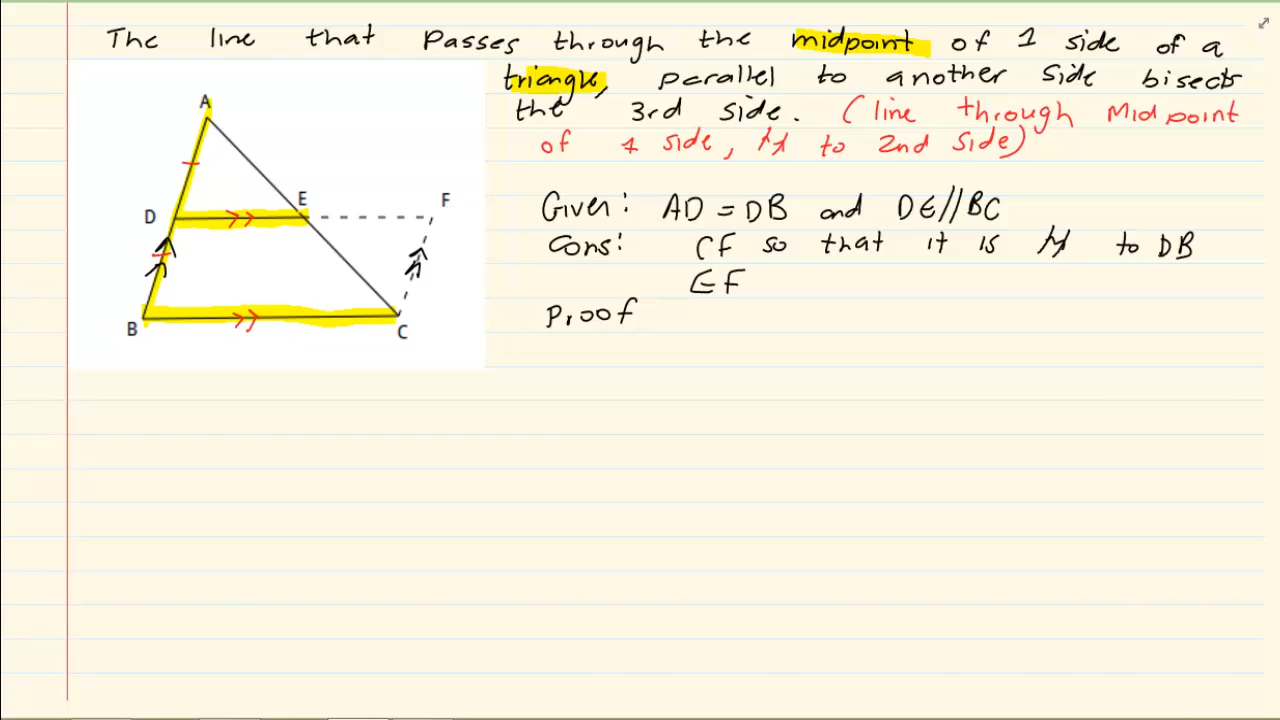 The line that passes through the midpoint of 1 side of a
triangle, parallel to another side bisects
the 3rd side. (line through Midpoint
of 1 side, // to 2nd side)
A
E
F
D
B
C
Given: AD = DB and DE//BC
Cons: CF so that it is // to DB
EF
Proof